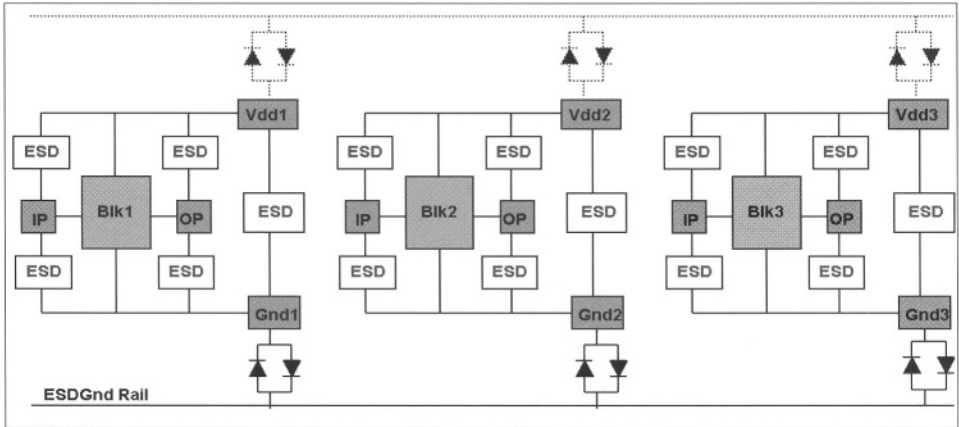 Vdd1 Vdd2 Vdd3
ESD ESD ESD ESD ESD ESD
IP Blk1 OP ESD IP Blk2 OP ESD IP Blk3 OP ESD
ESD ESD ESD ESD ESD ESD
Gnd1 Gnd2 Gnd3
ESDGnd Rail